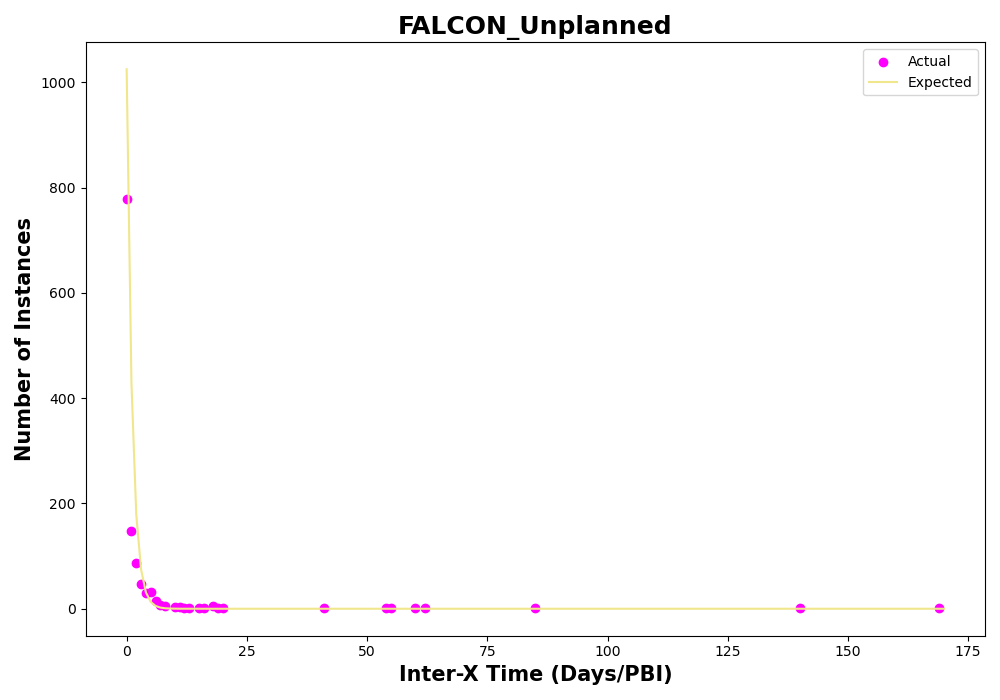 FALCON_Unplanned
Actual
Expected
Number of Instances
1000
800
600
400
200
0
0
25
50
75
100
125
150
175
Inter-X Time (Days/PBI)